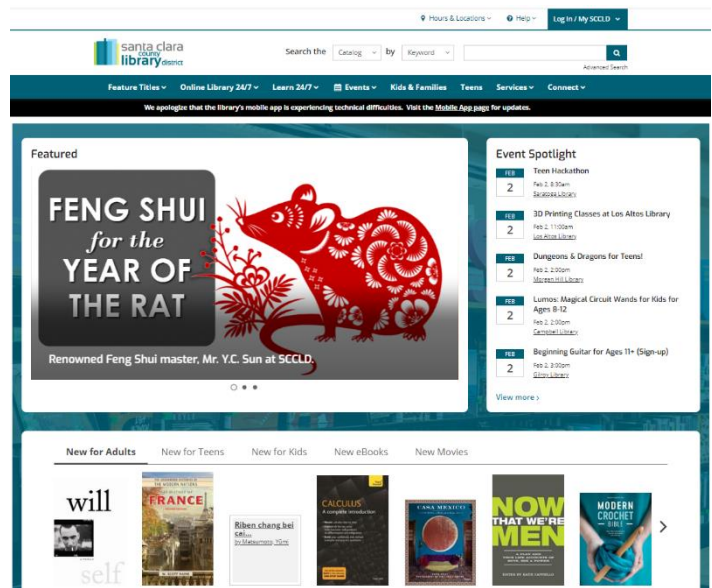 Hours & Locations
Help
Log In / My SCCLD
santa clara
county
library district
Search the Catalog by Keyword
Advanced Search
Feature Titles
Online Library 24/7
Learn 24/7
Events
Kids & Families
Teens
Services
Connect
We apologize that the library's mobile app is experiencing technical difficulties. Visit the Mobile App page for updates.
Featured
FENG SHUI
for the
YEAR OF
THE RAT
Renowned Feng Shui master, Mr. Y.C. Sun at SCCLD.
Event Spotlight
FEB
2
Teen Hackathon
Feb 2, 8:30am
Saratoga Library
FEB
2
3D Printing Classes at Los Altos Library
Feb 2, 11:00am
Los Altos Library
FEB
2
Dungeons & Dragons for Teens!
Feb 2, 2:00pm
Morgan Hill Library
FEB
2
Lumos: Magical Circuit Wands for Kids for
Ages 8-12
Feb 2, 2:00pm
Campbell Library
FEB
2
Beginning Guitar for Ages 11+ (Sign-up)
Feb 2, 3:00pm
Gilroy Library
View more
New for Adults
New for Teens
New for Kids
New eBooks
New Movies
will
self
FRANCE
Riben chang bei
cai...
by Matsumoto, Yomi
CALCULUS
A complete introduction
CASA MEXICO
NOW
THAT WE'RE
MEN
MODERN
CROCHET
BIBLE